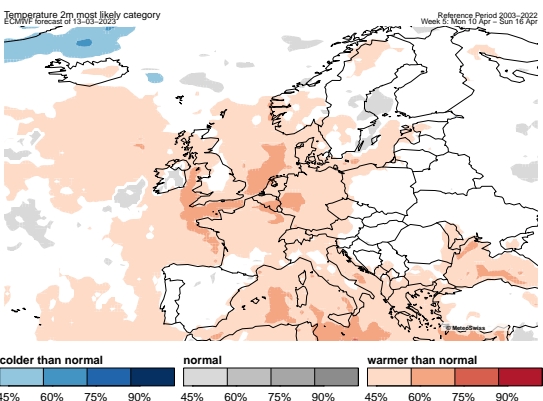 Temperature 2m most likely category
ECMWF forecast of 13-03-2023
Reference Period 2003-2022
Week 5: Mon 10 Apr - Sun 16 Apr
© MeteoSwiss
colder than normal
normal
warmer than normal
45% 60% 75% 90%
45% 60% 75% 90%
45% 60% 75% 90%